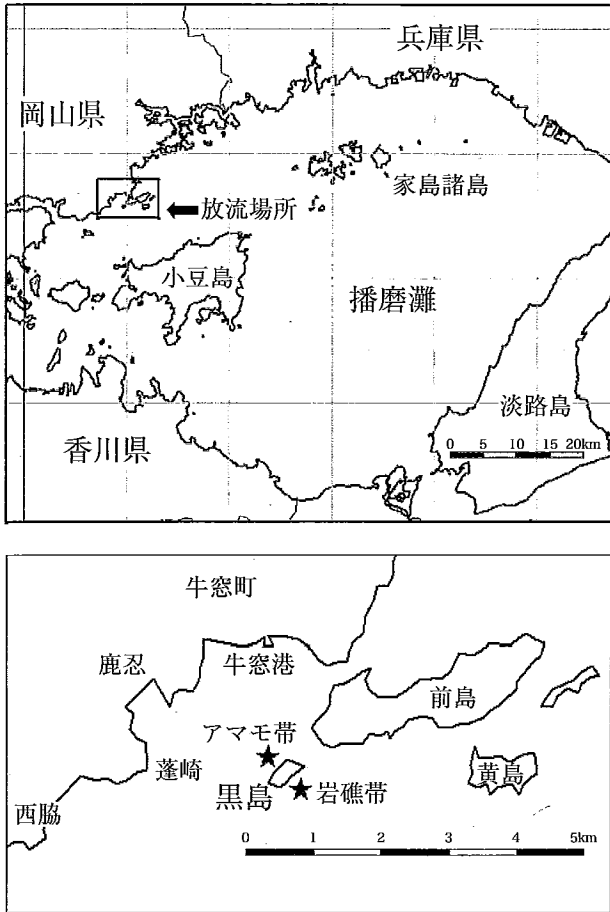 兵庫県
岡山県
家島諸島
放流場所
小豆島
播磨灘
淡路島
0 5 10 15 20km
香川県
牛窓町
鹿忍
牛窓港
前島
アマモ帯
蓬崎
黄島
黒島
岩礁帯
西脇
0 1 2 3 4 5km